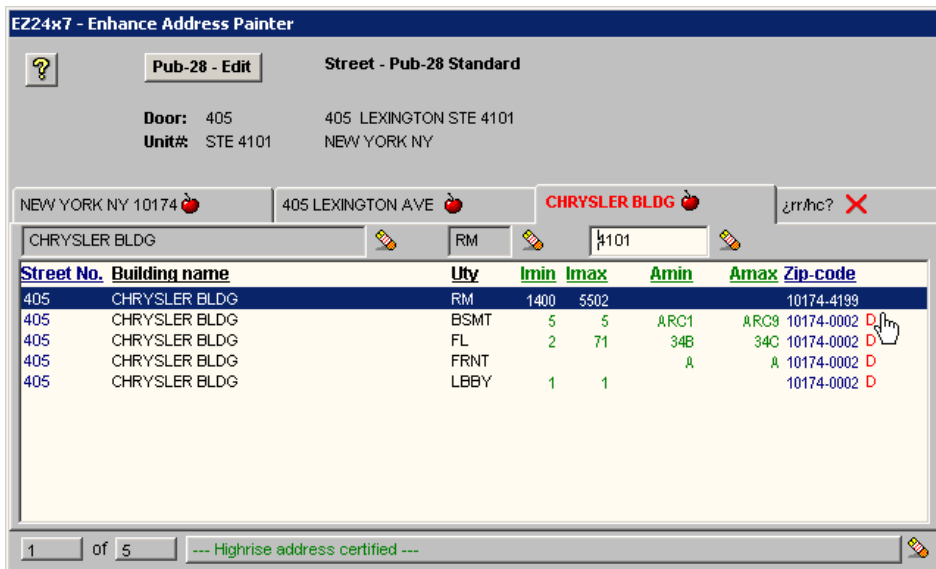 EZ24x7 - Enhance Address Painter
? Pub-28 - Edit Street - Pub-28 Standard
Door: 405 405 LEXINGTON STE 4101
Unit#: STE 4101 NEW YORK NY
NEW YORK NY 10174 405 LEXINGTON AVE CHRYSLER BLDG ¿rr/hc?
CHRYSLER BLDG RM 4101
Street No. Building name Uty Imin Imax Amin Amax Zip-code
405 CHRYSLER BLDG RM 1400 5502 10174-4199
405 CHRYSLER BLDG BSMT 5 5 ARC1 ARC9 10174-0002 D
405 CHRYSLER BLDG FL 2 71 34B 34C 10174-0002 D
405 CHRYSLER BLDG FRNT A A 10174-0002 D
405 CHRYSLER BLDG LBBY 1 1 10174-0002 D
1 of 5 --- Highrise address certified ---